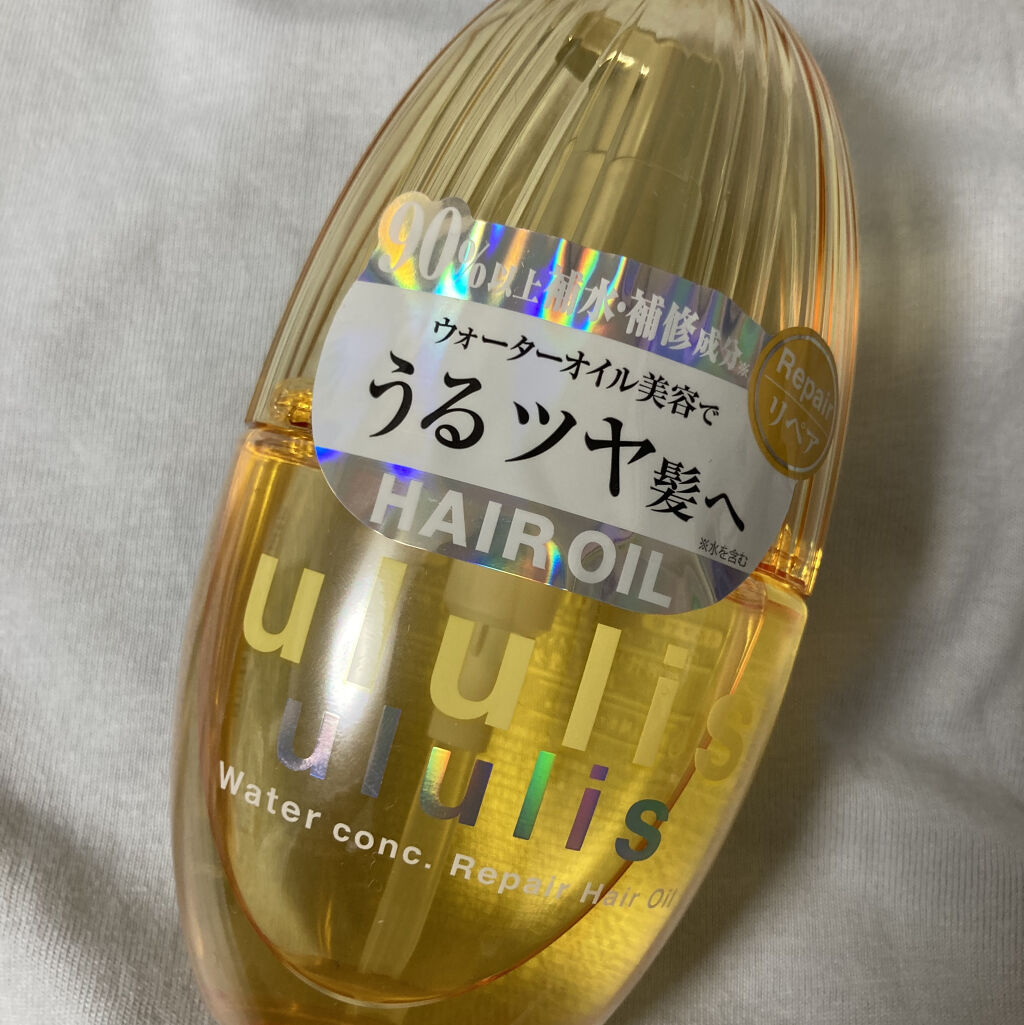 90%以上補水・補修成分※
ウォーターオイル美容で
うるツヤ髪へ
※水を含む
HAIR OIL
Repair
リペア
ululis
ululis
Water conc. Repair Hair Oil